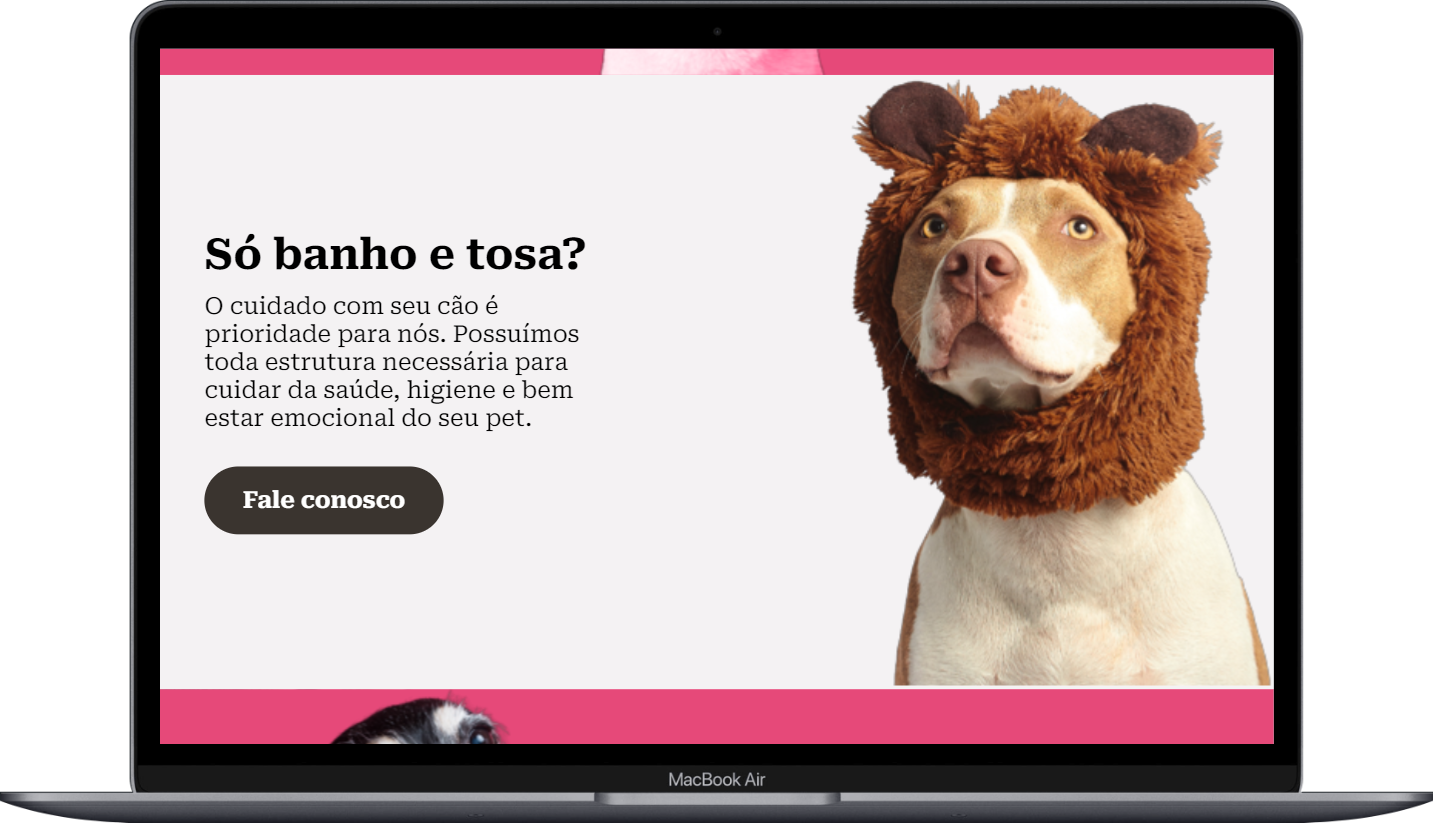 Só banho e tosa?
O cuidado com seu cão é
prioridade para nós. Possuímos
toda estrutura necessária para
cuidar da saúde, higiene e bem
estar emocional do seu pet.
Fale conosco
MacBook Air